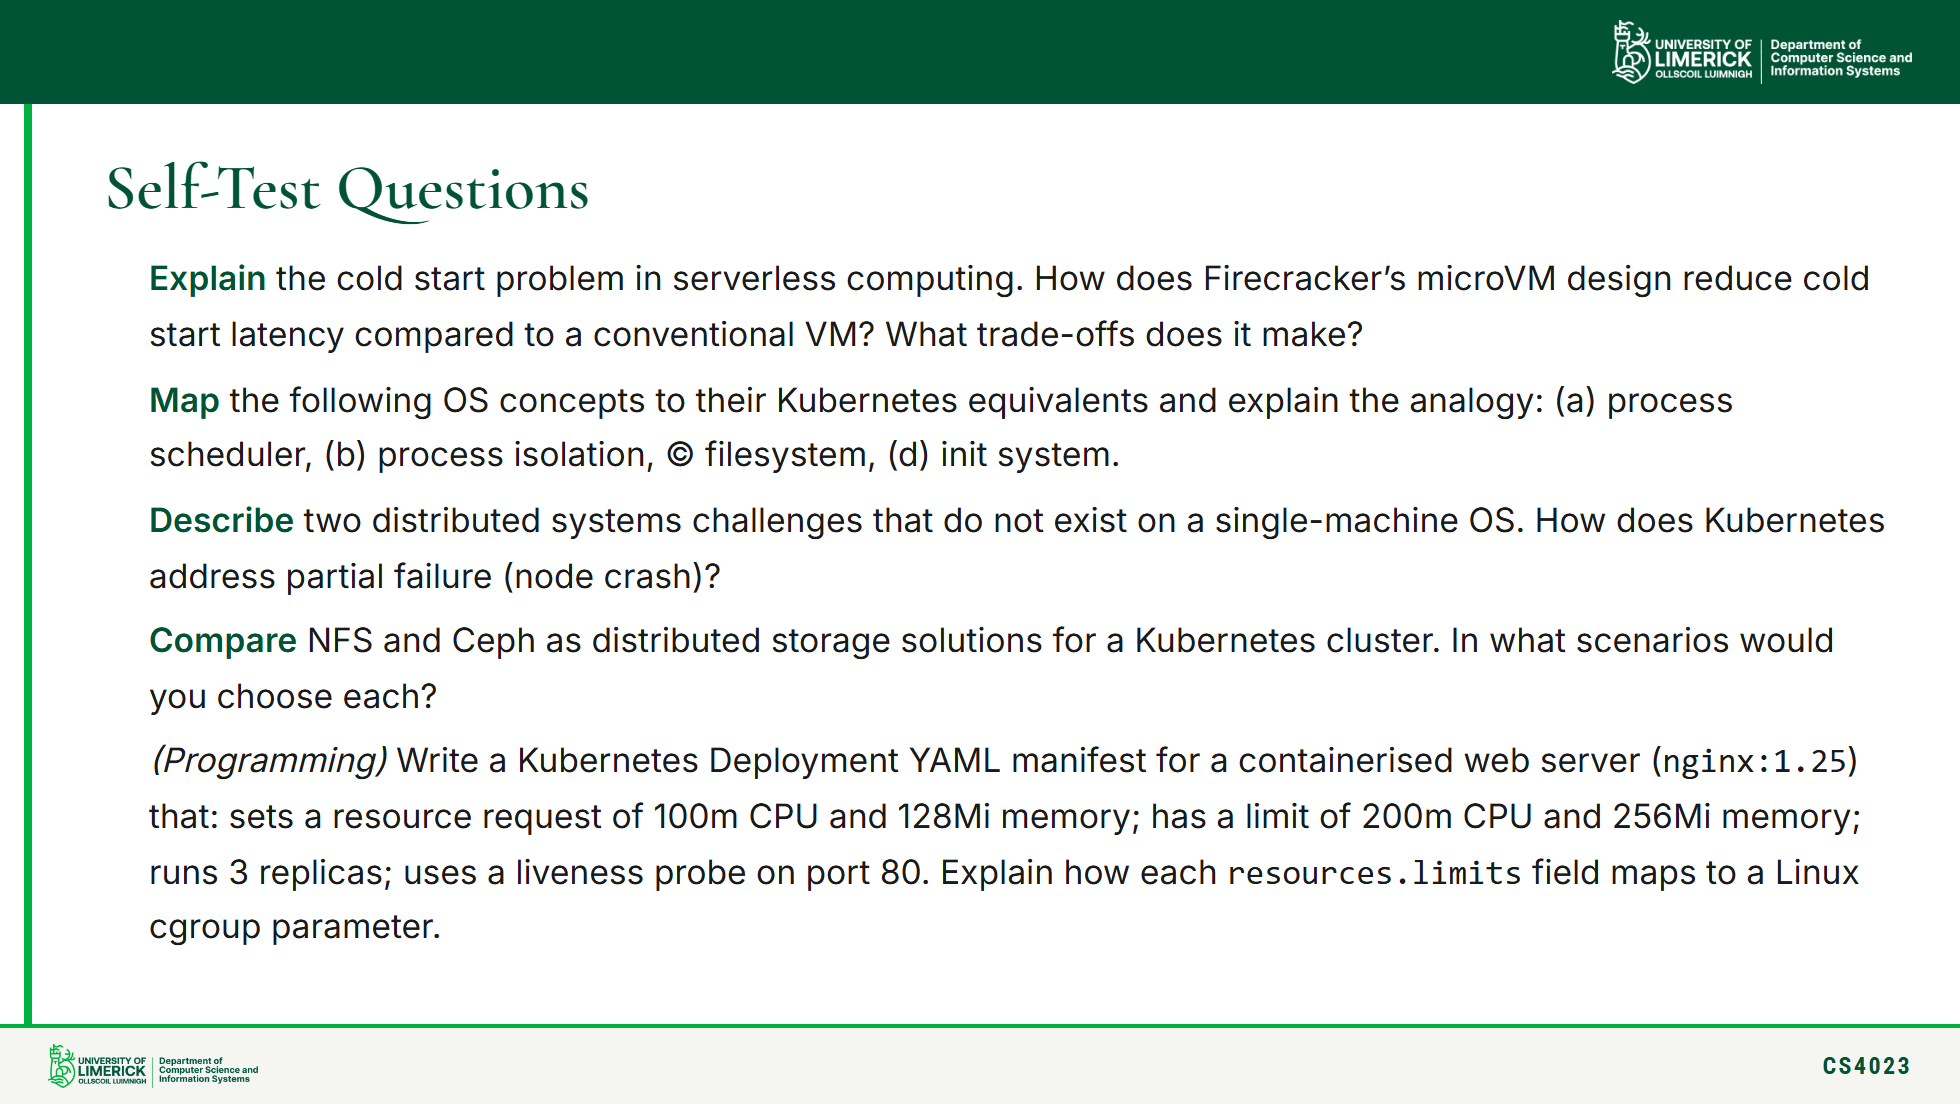 UNIVERSITY OF
LIMERICK
OLLSCOIL LUIMNIGH
Department of
Computer Science and
Information Systems
Self-Test Questions
Explain the cold start problem in serverless computing. How does Firecracker’s microVM design reduce cold
start latency compared to a conventional VM? What trade-offs does it make?
Map the following OS concepts to their Kubernetes equivalents and explain the analogy: (a) process
scheduler, (b) process isolation, © filesystem, (d) init system.
Describe two distributed systems challenges that do not exist on a single-machine OS. How does Kubernetes
address partial failure (node crash)?
Compare NFS and Ceph as distributed storage solutions for a Kubernetes cluster. In what scenarios would
you choose each?
(Programming) Write a Kubernetes Deployment YAML manifest for a containerised web server (nginx:1.25)
that: sets a resource request of 100m CPU and 128Mi memory; has a limit of 200m CPU and 256Mi memory;
runs 3 replicas; uses a liveness probe on port 80. Explain how each resources.limits field maps to a Linux
cgroup parameter.
UNIVERSITY OF
LIMERICK
OLLSCOIL LUIMNIGH
Department of
Computer Science and
Information Systems
CS4023